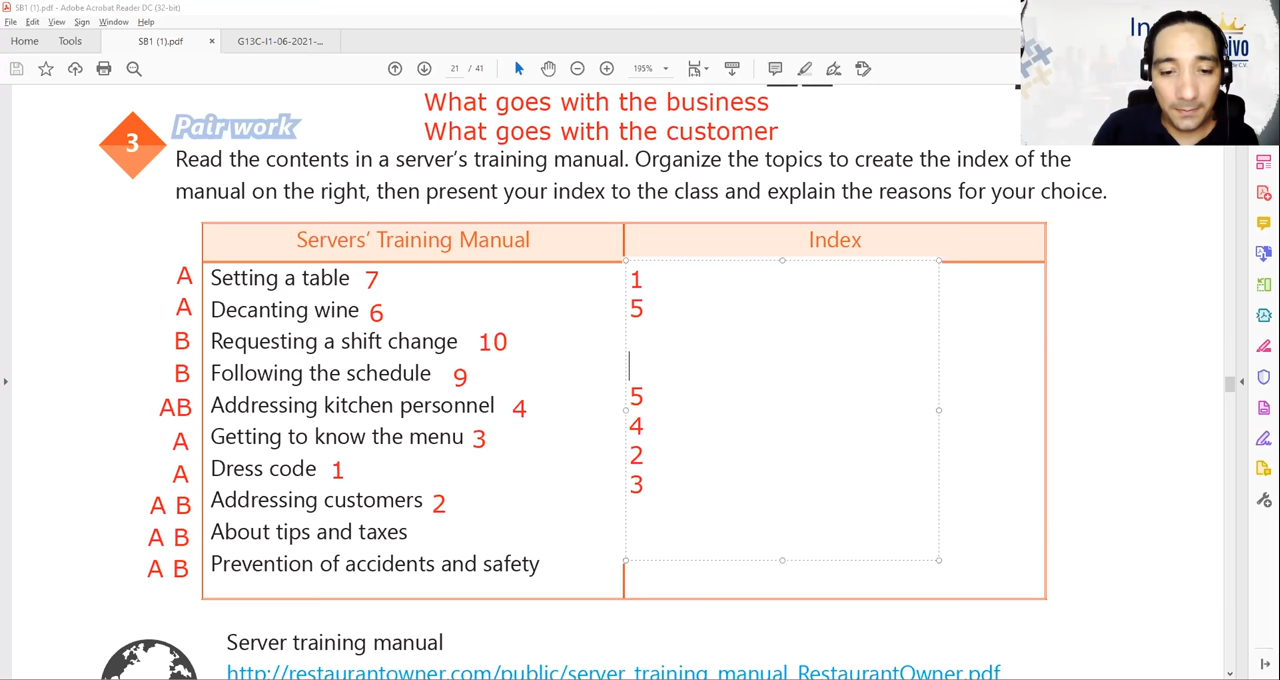 SB1 (1).pdf - Adobe Acrobat Reader DC (32-bit)
File Edit View Sign Window Help
Home Tools SB1 (1).pdf × G13C-I1-06-2021-...
21 / 41 195%
What goes with the business
What goes with the customer
3 Pair work
Read the contents in a server's training manual. Organize the topics to create the index of the
manual on the right, then present your index to the class and explain the reasons for your choice.
Servers' Training Manual Index
A Setting a table 7 1
A Decanting wine 6 5
B Requesting a shift change 10
B Following the schedule 9
AB Addressing kitchen personnel 4 5
A Getting to know the menu 3 4
A Dress code 1 2
A B Addressing customers 2 3
A B About tips and taxes
A B Prevention of accidents and safety
Server training manual
http://restaurantowner.com/public/server_training_manual_RestaurantOwner.pdf